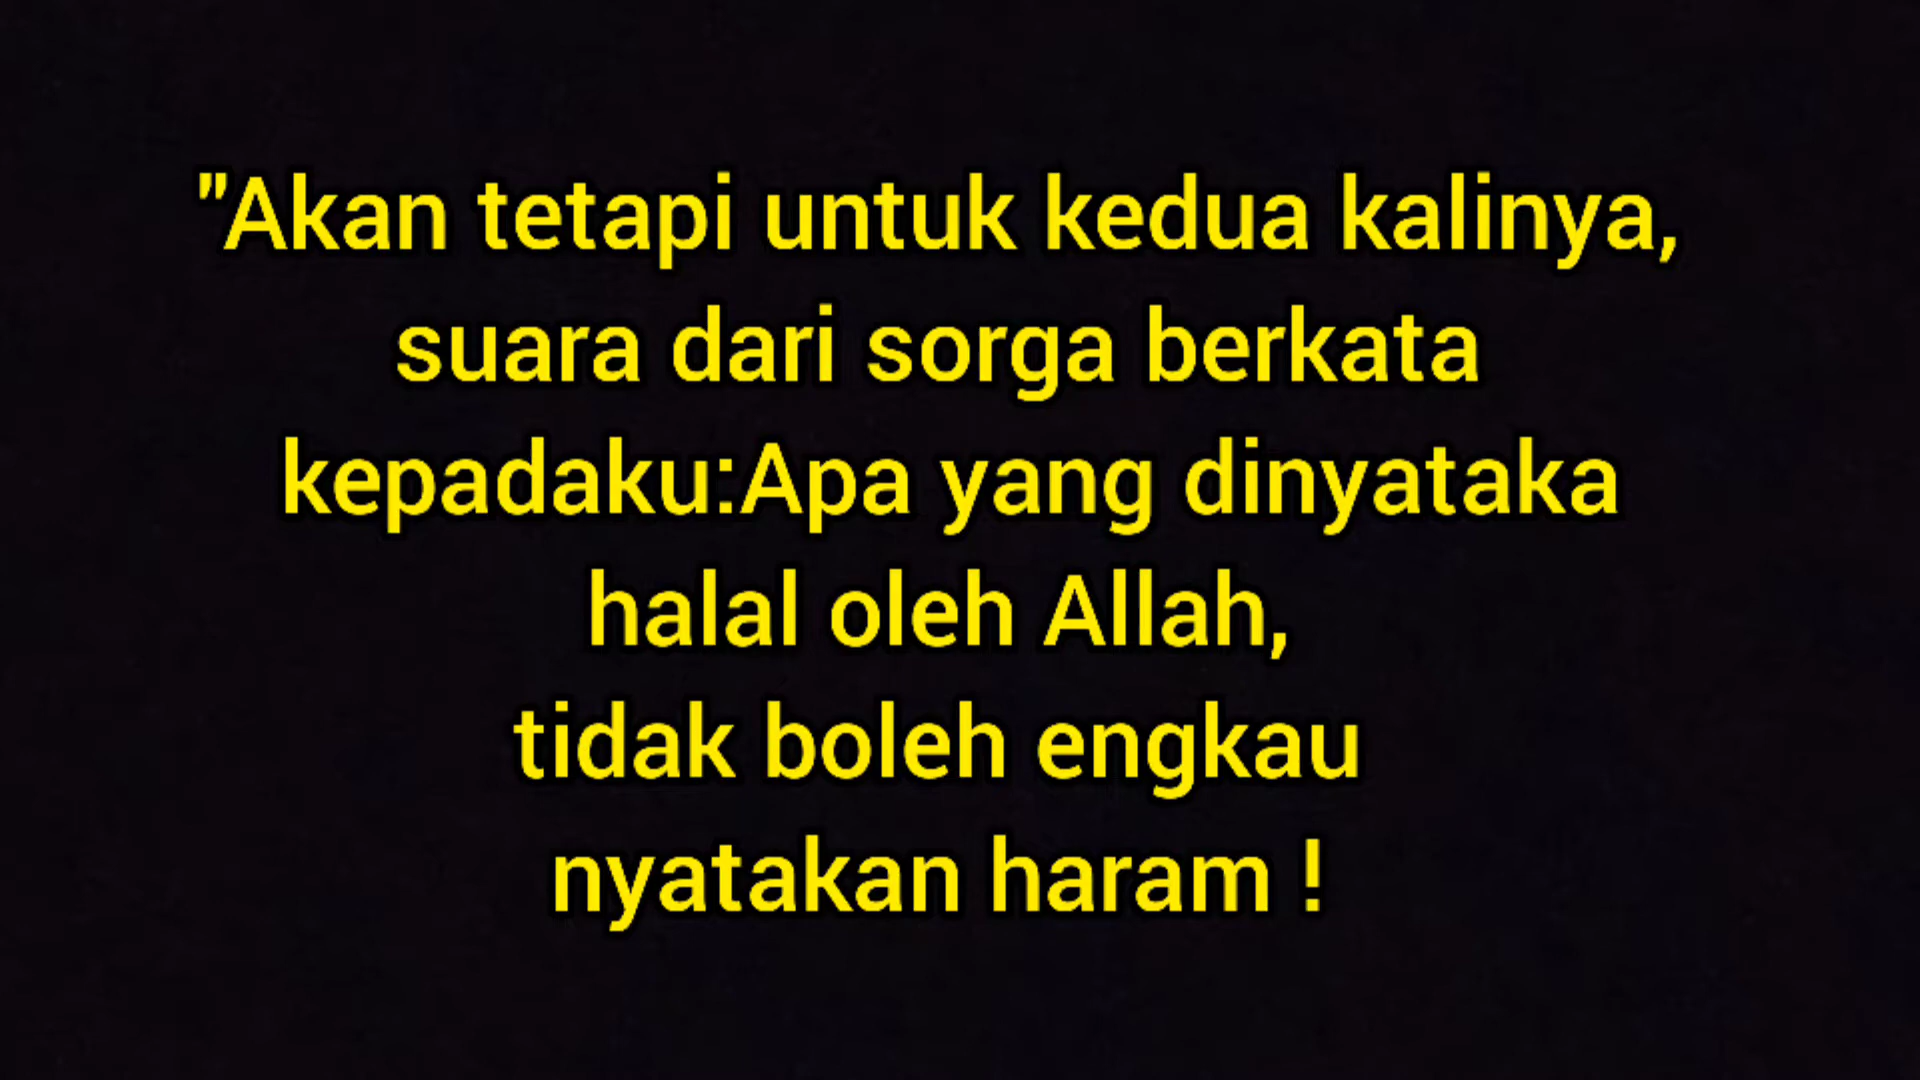 "Akan tetapi untuk kedua kalinya,
suara dari sorga berkata
kepadaku:Apa yang dinyataka
halal oleh Allah,
tidak boleh engkau
nyatakan haram !